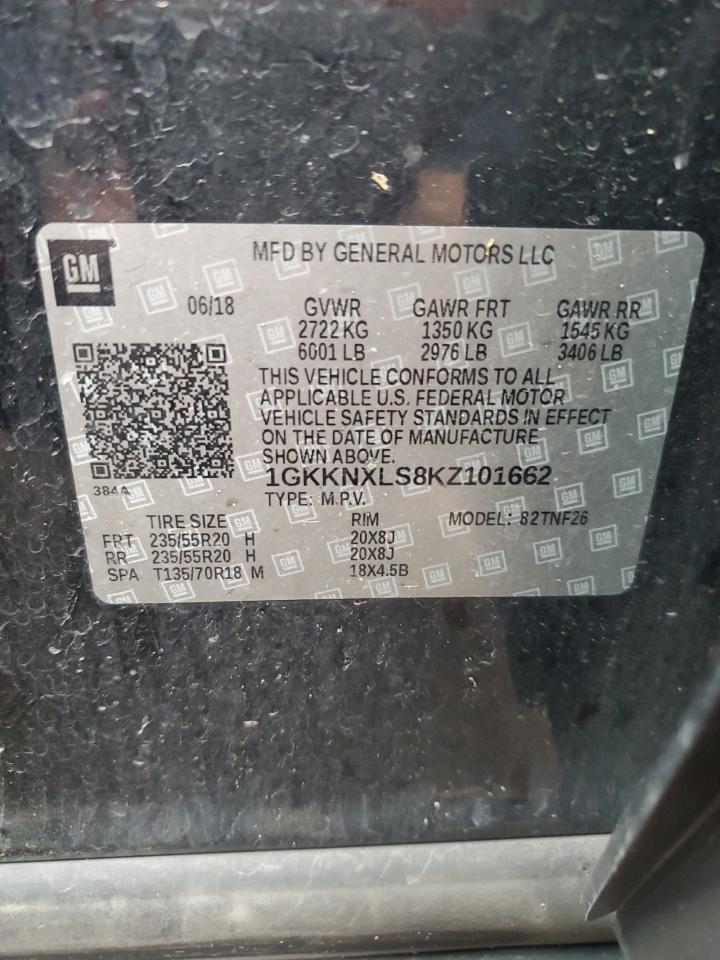 GM
MFD BY GENERAL MOTORS LLC
06/18 GVWR GAWR FRT GAWR RR
2722 KG 1350 KG 1545 KG
6001 LB 2976 LB 3406 LB
THIS VEHICLE CONFORMS TO ALL
APPLICABLE U.S. FEDERAL MOTOR
VEHICLE SAFETY STANDARDS IN EFFECT
ON THE DATE OF MANUFACTURE
SHOWN ABOVE.
384A 1GKKNXLS8KZ101662
TYPE: M.P.V.
TIRE SIZE RIM MODEL: 82TNF26
FRT 235/55R20 H 20X8J
RR 235/55R20 H 20X8J
SPA T135/70R18 M 18X4.5B